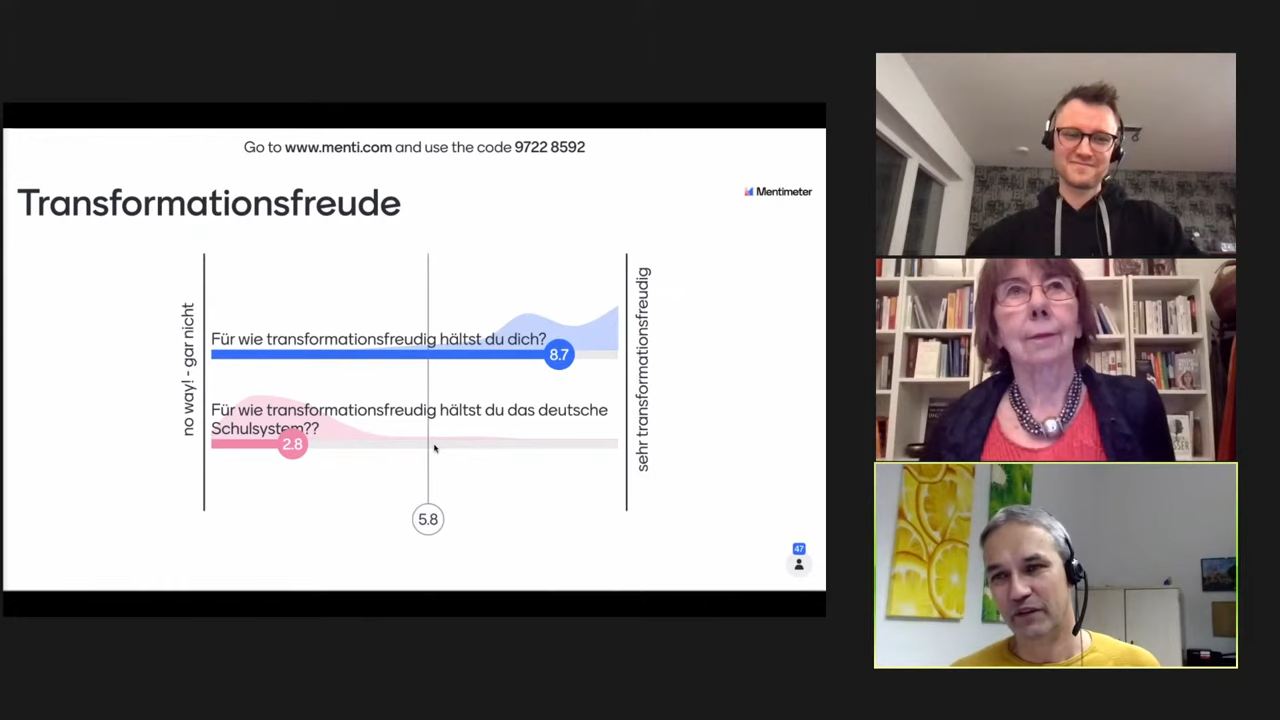 Go to www.menti.com and use the code 9722 8592
Transformationsfreude
Mentimeter
no way! - gar nicht
Für wie transformationsfreudig hältst du dich?
8.7
Für wie transformationsfreudig hältst du das deutsche
Schulsystem??
2.8
sehr transformationsfreudig
5.8
47